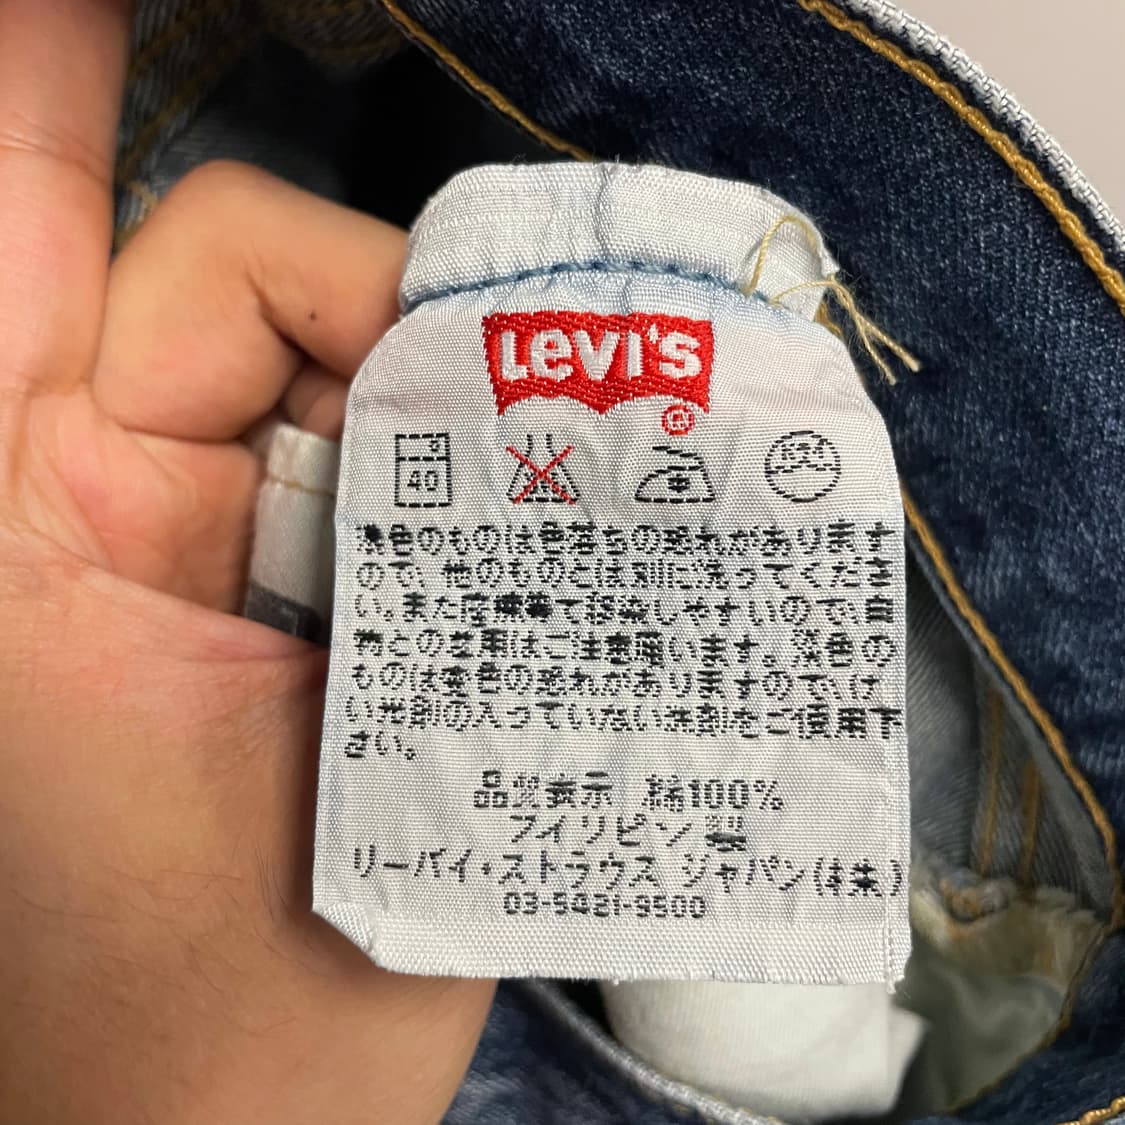 Levi's
®
40
濃色のものは色落ちの恐れがあります
ので、他のものとは別に洗ってくださ
い。また摩擦等で移染しやすいので、白
物との並用はご注意願います。淡色の
ものは変色の恐れがありますので、け
い光剤の入っていない洗剤をご使用下
さい。
品質表示 綿100%
フィリピン製
リーバイ・ストラウス ジャパン(株)
03-5421-9500